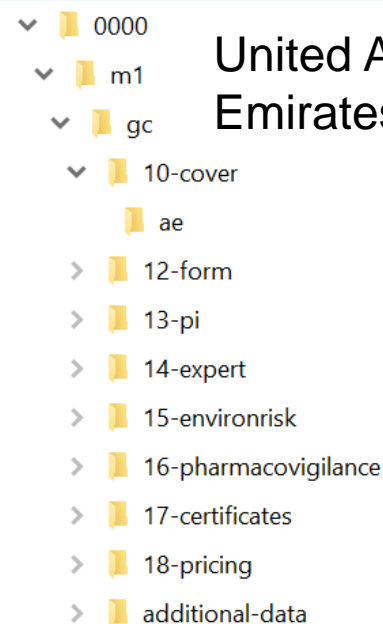 0000
United A
m1
Emirates
gc
10-cover
ae
12-form
13-pi
14-expert
15-environrisk
16-pharmacovigilance
17-certificates
18-pricing
additional-data